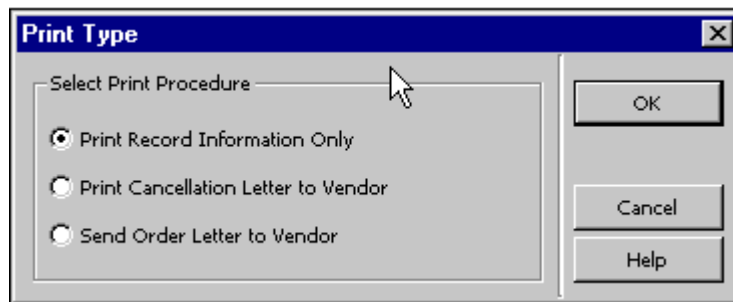 Print Type
Select Print Procedure
Print Record Information Only
Print Cancellation Letter to Vendor
Send Order Letter to Vendor
OK
Cancel
Help